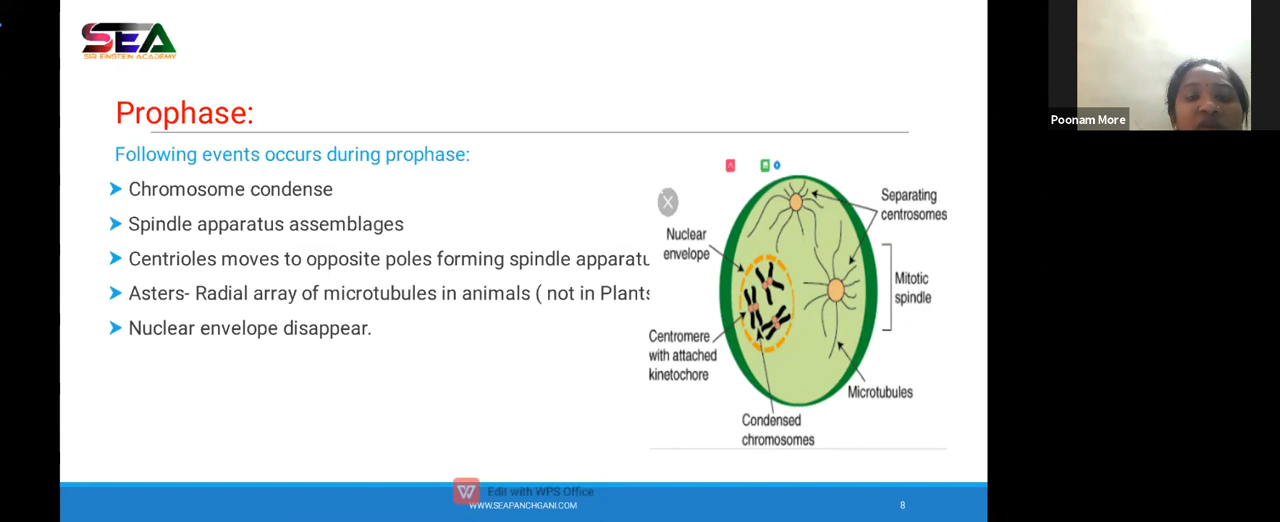 SEA
SIR EINSTEIN ACADEMY
Poonam More
Prophase:
Following events occurs during prophase:
Chromosome condense
Spindle apparatus assemblages
Centrioles moves to opposite poles forming spindle apparatu
Asters- Radial array of microtubules in animals ( not in Plants
Nuclear envelope disappear.
Separating
centrosomes
Nuclear
envelope
Mitotic
spindle
Centromere
with attached
kinetochore
Microtubules
Condensed
chromosomes
Edit with WPS Office
WWW.SEAPANCHGANI.COM
8